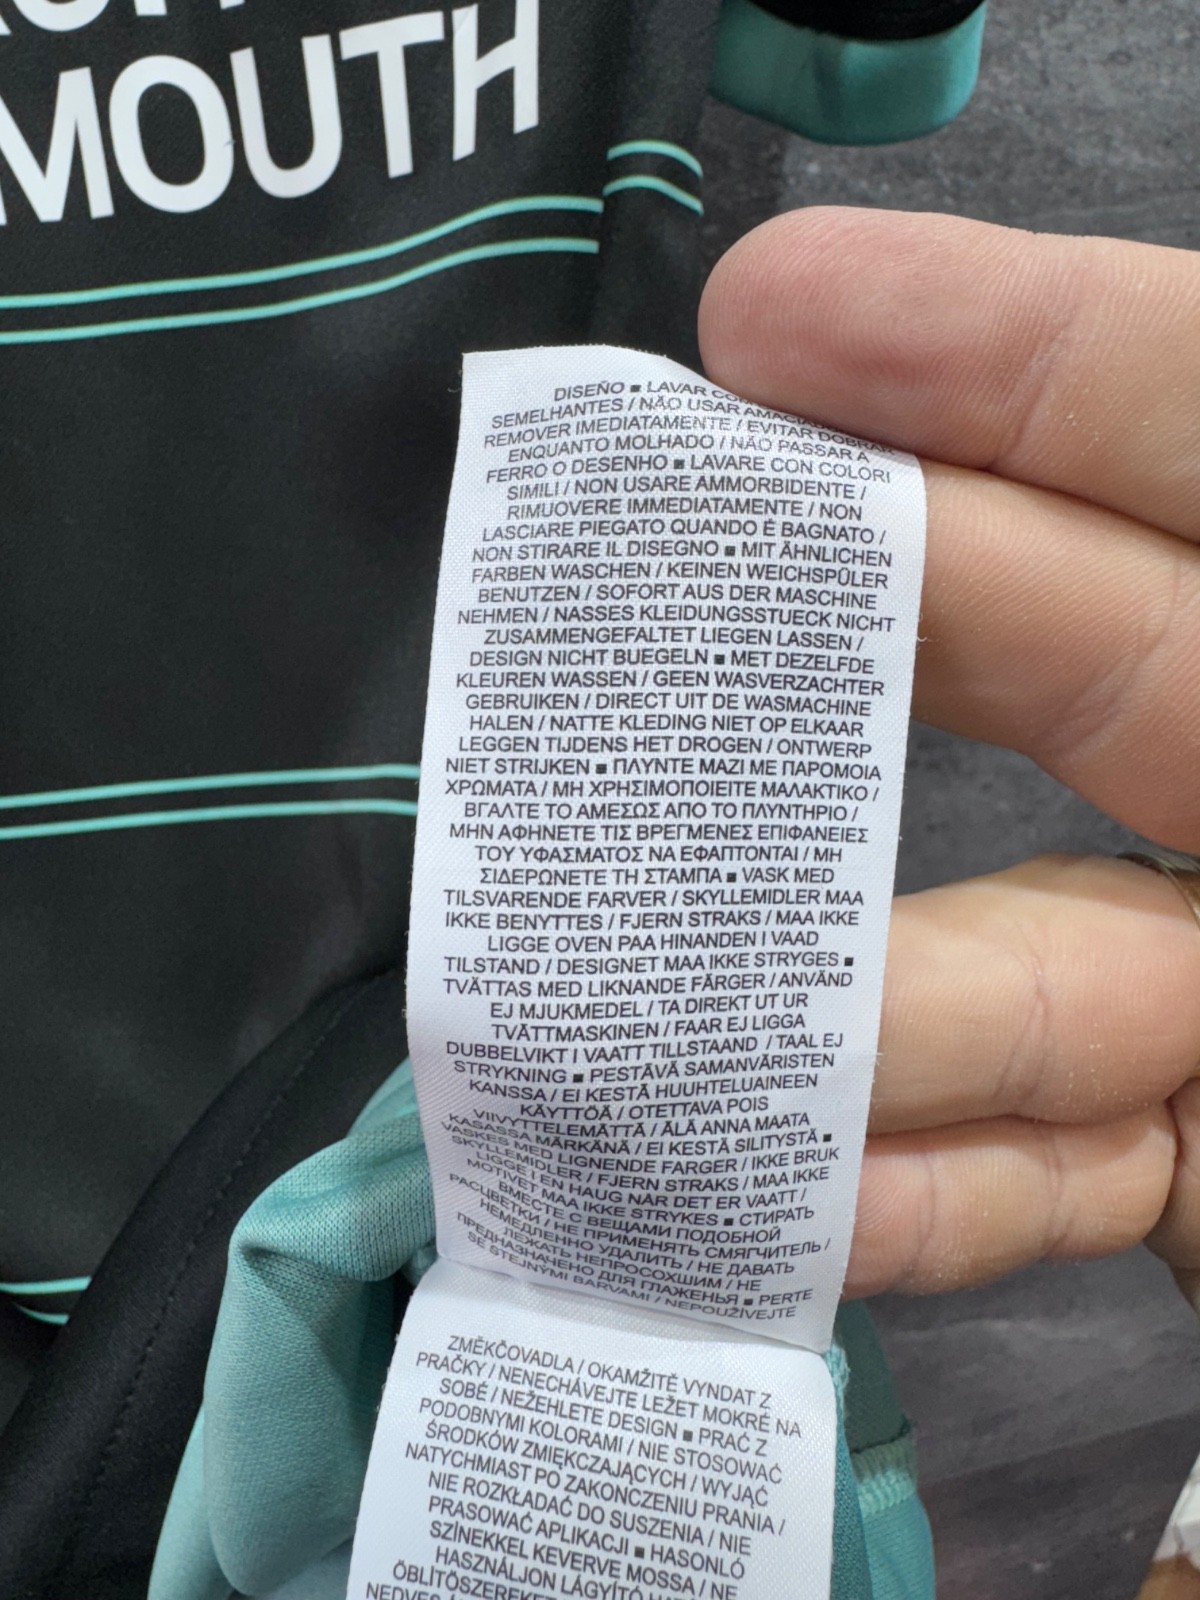 MOUTH
DISEÑO ■ LAVAR
SEMELHANTES / NÃO USAR
REMOVER IMEDIATAMENTE / EVITAR DOBRAR
ENQUANTO MOLHADO / NÃO PASSAR A
FERRO O DESENHO ■ LAVARE CON COLORI
SIMILI / NON USARE AMMORBIDENTE /
RIMUOVERE IMMEDIATAMENTE / NON
LASCIARE PIEGATO QUANDO É BAGNATO /
NON STIRARE IL DISEGNO ■ MIT ÄHNLICHEN
FARBEN WASCHEN / KEINEN WEICHSPÜLER
BENUTZEN / SOFORT AUS DER MASCHINE
NEHMEN / NASSES KLEIDUNGSSTUECK NICHT
ZUSAMMENGEFALTET LIEGEN LASSEN /
DESIGN NICHT BUEGELN ■ MET DEZELFDE
KLEUREN WASSEN / GEEN WASVERZACHTER
GEBRUIKEN / DIRECT UIT DE WASMACHINE
HALEN / NATTE KLEDING NIET OP ELKAAR
LEGGEN TIJDENS HET DROGEN / ONTWERP
NIET STRIJKEN ■ ΠΛΥΝΤΕ ΜΑΖΙ ΜΕ ΠΑΡΟΜΟΙΑ
ΧΡΩΜΑΤΑ / ΜΗ ΧΡΗΣΙΜΟΠΟΙΕΙΤΕ ΜΑΛΑΚΤΙΚΟ /
ΒΓΑΛΤΕ ΤΟ ΑΜΕΣΩΣ ΑΠΟ ΤΟ ΠΛΥΝΤΗΡΙΟ /
ΜΗΝ ΑΦΗΝΕΤΕ ΤΙΣ ΒΡΕΓΜΕΝΕΣ ΕΠΙΦΑΝΕΙΕΣ
ΤΟΥ ΥΦΑΣΜΑΤΟΣ ΝΑ ΕΦΑΠΤΟΝΤΑΙ / ΜΗ
ΣΙΔΕΡΩΝΕΤΕ ΤΗ ΣΤΑΜΠΑ ■ VASK MED
TILSVARENDE FARVER / SKYLLEMIDLER MAA
IKKE BENYTTES / FJERN STRAKS / MAA IKKE
LIGGE OVEN PAA HINANDEN I VAAD
TILSTAND / DESIGNET MAA IKKE STRYGES ■
TVÄTTAS MED LIKNANDE FÄRGER / ANVÄND
EJ MJUKMEDEL / TA DIREKT UT UR
TVÄTTMASKINEN / FAAR EJ LIGGA
DUBBELVIKT I VAATT TILLSTAAND / TAAL EJ
STRYKNING ■ PESTÄVÄ SAMANVÄRISTEN
KANSSA / EI KESTÄ HUUHTELUAINEEN
KÄYTTÖÄ / OTETTAVA POIS
VIIVYTTELEMÄTTÄ / ÄLÄ ANNA MAATA
KASASSA MÄRKÄNÄ / EI KESTÄ SILITYSTÄ ■
VASKES MED LIGNENDE FARGER / IKKE BRUK
SKYLLEMIDLER / FJERN STRAKS / MAA IKKE
LIGGE I EN HAUG NÅR DET ER VAATT /
MOTIVET MAA IKKE STRYKES ■ СТИРАТЬ
ВМЕСТЕ С ВЕЩАМИ ПОДОБНОЙ
РАСЦВЕТКИ / НЕ ПРИМЕНЯТЬ СМЯГЧИТЕЛЬ /
НЕМЕДЛЕННО УДАЛИТЬ / НЕ ДАВАТЬ
ЛЕЖАТЬ НЕПРОСОХШИМ / НЕ
ПРЕДНАЗНАЧЕНО ДЛЯ ГЛАЖЕНЬЯ ■ PERTE
SE STEJNÝMI BARVAMI / NEPOUŽÍVEJTE
ZMĚKČOVADLA / OKAMŽITĚ VYNDAT Z
PRAČKY / NENECHÁVEJTE LEŽET MOKRÉ NA
SOBĚ / NEŽEHLETE DESIGN ■ PRAĆ Z
PODOBNYMI KOLORAMI / NIE STOSOWAĆ
ŚRODKÓW ZMIĘKCZAJĄCYCH / WYJĄĆ
NATYCHMIAST PO ZAKOŃCZENIU PRANIA /
NIE ROZKŁADAĆ DO SUSZENIA / NIE
PRASOWAĆ APLIKACJI ■ HASONLÓ
SZÍNEKKEL KEVERVE MOSSA / NE
HASZNÁLJON LÁGYÍTÓ